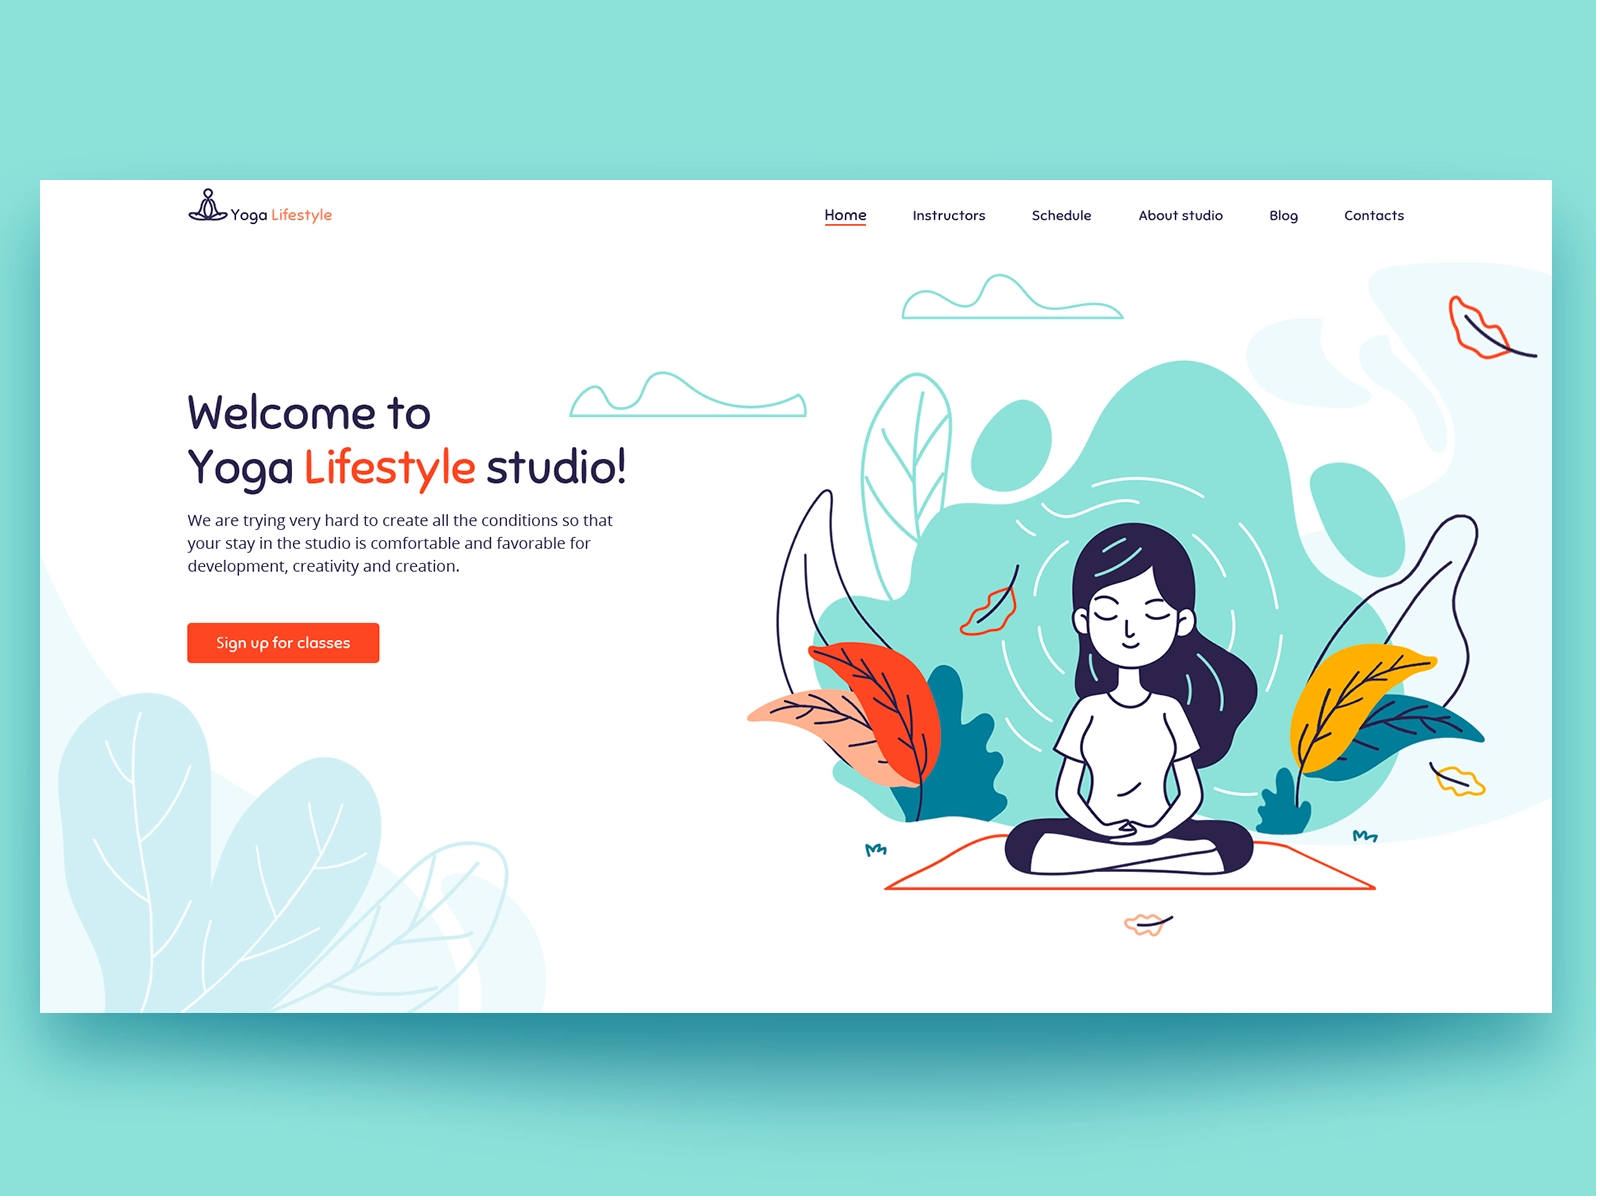 Yoga Lifestyle
Home Instructors Schedule About studio Blog Contacts
Welcome to
Yoga Lifestyle studio!
We are trying very hard to create all the conditions so that
your stay in the studio is comfortable and favorable for
development, creativity and creation.
Sign up for classes